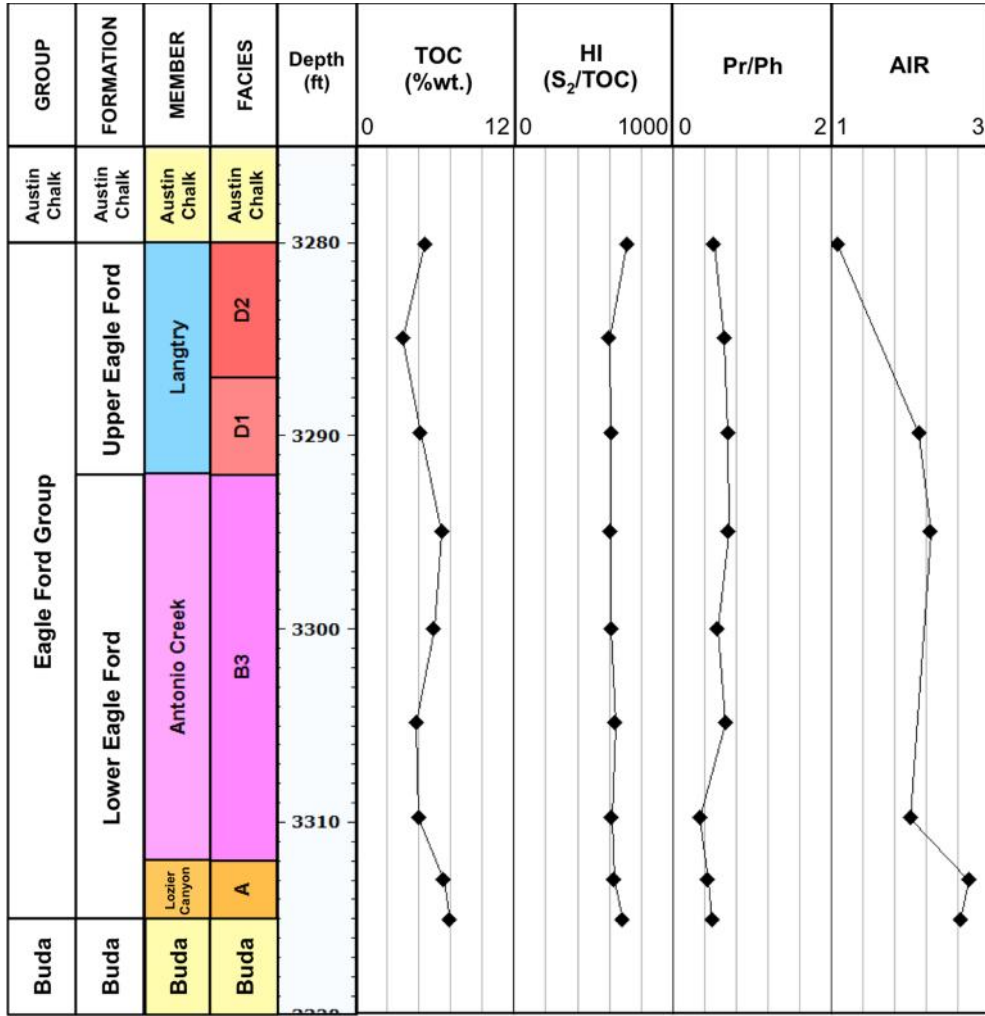 GROUP
FORMATION
MEMBER
FACIES
Depth
(ft)
TOC
(%wt.)
HI
(S₂/TOC)
Pr/Ph
AIR
0
12
0
1000
0
2
1
3
Austin
Chalk
Austin
Chalk
Austin
Chalk
Austin
Chalk
Eagle Ford Group
Upper Eagle Ford
Lower Eagle Ford
Langtry
Antonio Creek
Lozier
Canyon
D2
D1
B3
A
3280
3290
3300
3310
3320
Buda
Buda
Buda
Buda